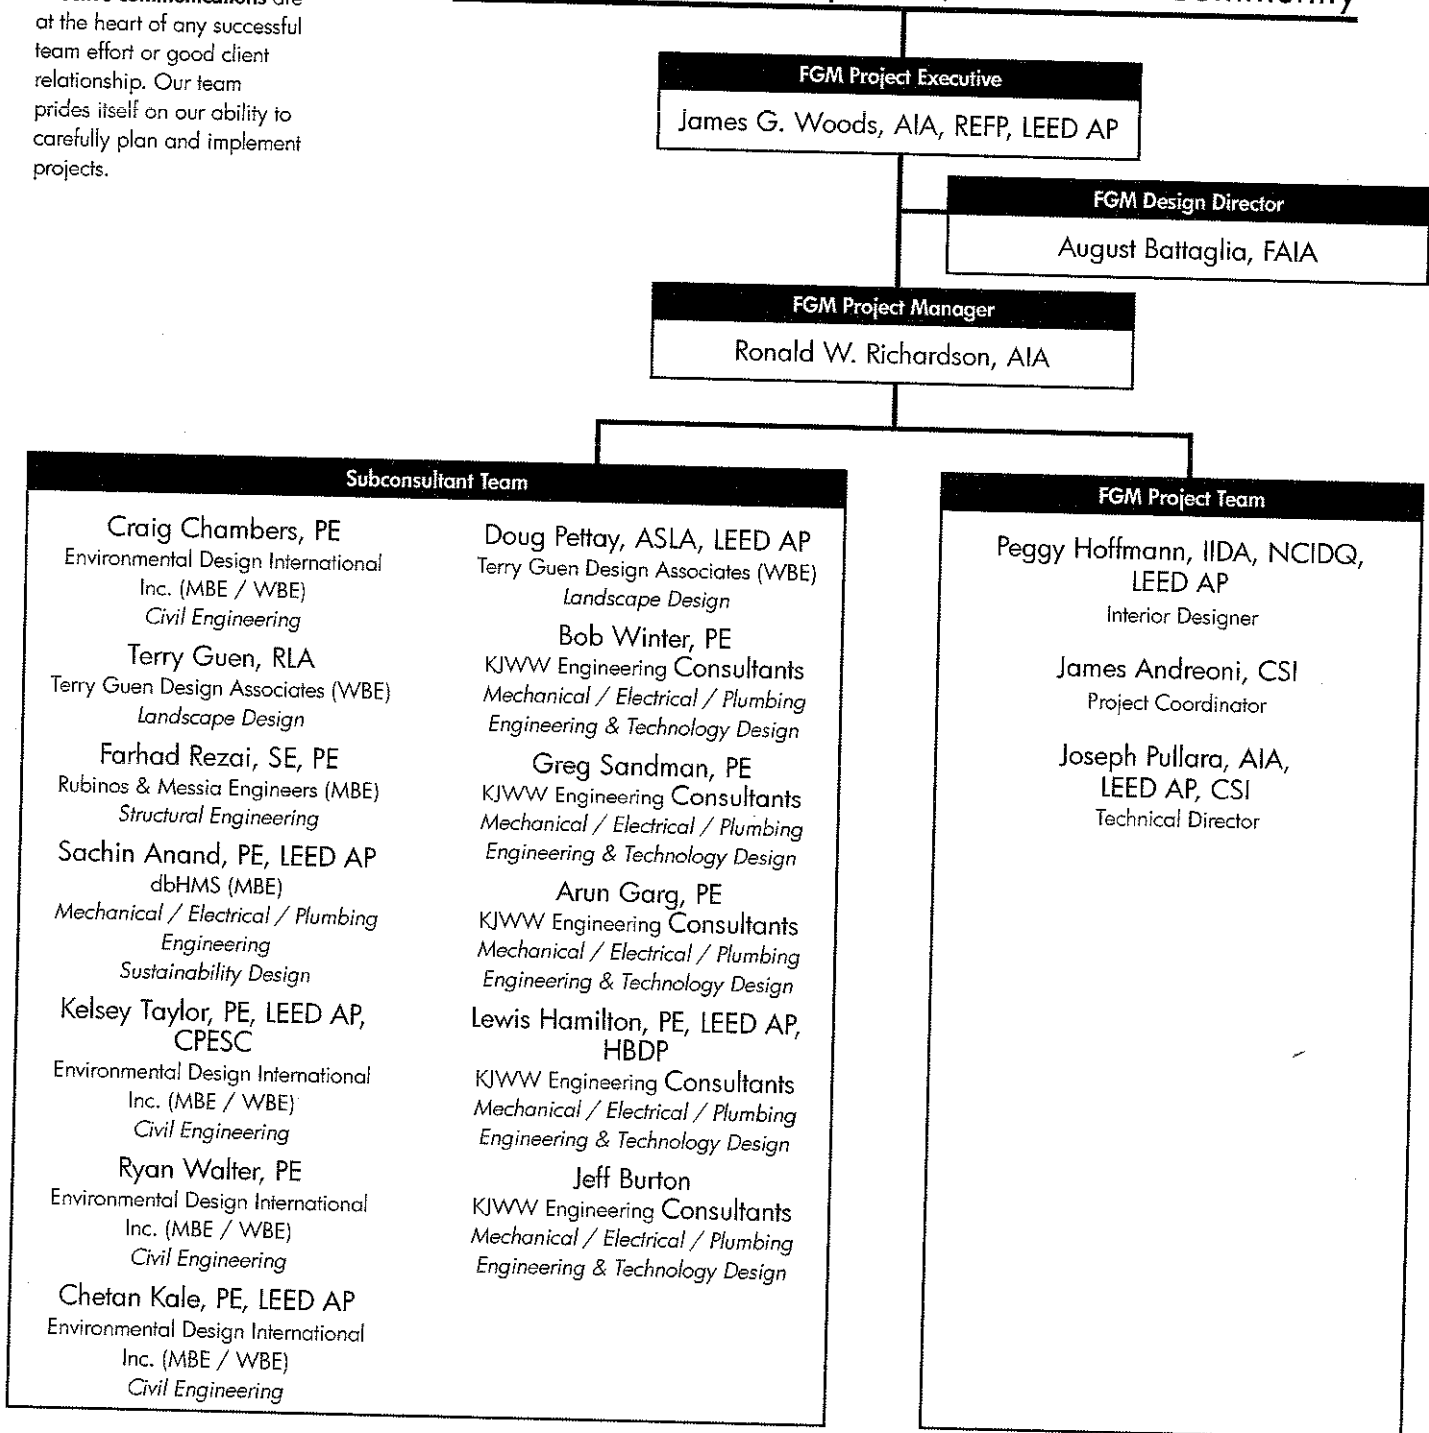 communications are
at the heart of any successful
team effort or good client
relationship. Our team
prides itself on our ability to
carefully plan and implement
projects.
Community
FGM Project Executive
James G. Woods, AIA, REFP, LEED AP
FGM Design Director
August Battaglia, FAIA
FGM Project Manager
Ronald W. Richardson, AIA
Subconsultant Team
Craig Chambers, PE
Environmental Design International
Inc. (MBE / WBE)
Civil Engineering
Terry Guen, RLA
Terry Guen Design Associates (WBE)
Landscape Design
Farhad Rezai, SE, PE
Rubinos & Messia Engineers (MBE)
Structural Engineering
Sachin Anand, PE, LEED AP
dbHMS (MBE)
Mechanical / Electrical / Plumbing
Engineering
Sustainability Design
Kelsey Taylor, PE, LEED AP,
CPESC
Environmental Design International
Inc. (MBE / WBE)
Civil Engineering
Ryan Walter, PE
Environmental Design International
Inc. (MBE / WBE)
Civil Engineering
Chetan Kale, PE, LEED AP
Environmental Design International
Inc. (MBE / WBE)
Civil Engineering
Doug Pettay, ASLA, LEED AP
Terry Guen Design Associates (WBE)
Landscape Design
Bob Winter, PE
KJWW Engineering Consultants
Mechanical / Electrical / Plumbing
Engineering & Technology Design
Greg Sandman, PE
KJWW Engineering Consultants
Mechanical / Electrical / Plumbing
Engineering & Technology Design
Arun Garg, PE
KJWW Engineering Consultants
Mechanical / Electrical / Plumbing
Engineering & Technology Design
Lewis Hamilton, PE, LEED AP,
HBDP
KJWW Engineering Consultants
Mechanical / Electrical / Plumbing
Engineering & Technology Design
Jeff Burton
KJWW Engineering Consultants
Mechanical / Electrical / Plumbing
Engineering & Technology Design
FGM Project Team
Peggy Hoffmann, IIDA, NCIDQ,
LEED AP
Interior Designer
James Andreoni, CSI
Project Coordinator
Joseph Pullara, AIA,
LEED AP, CSI
Technical Director